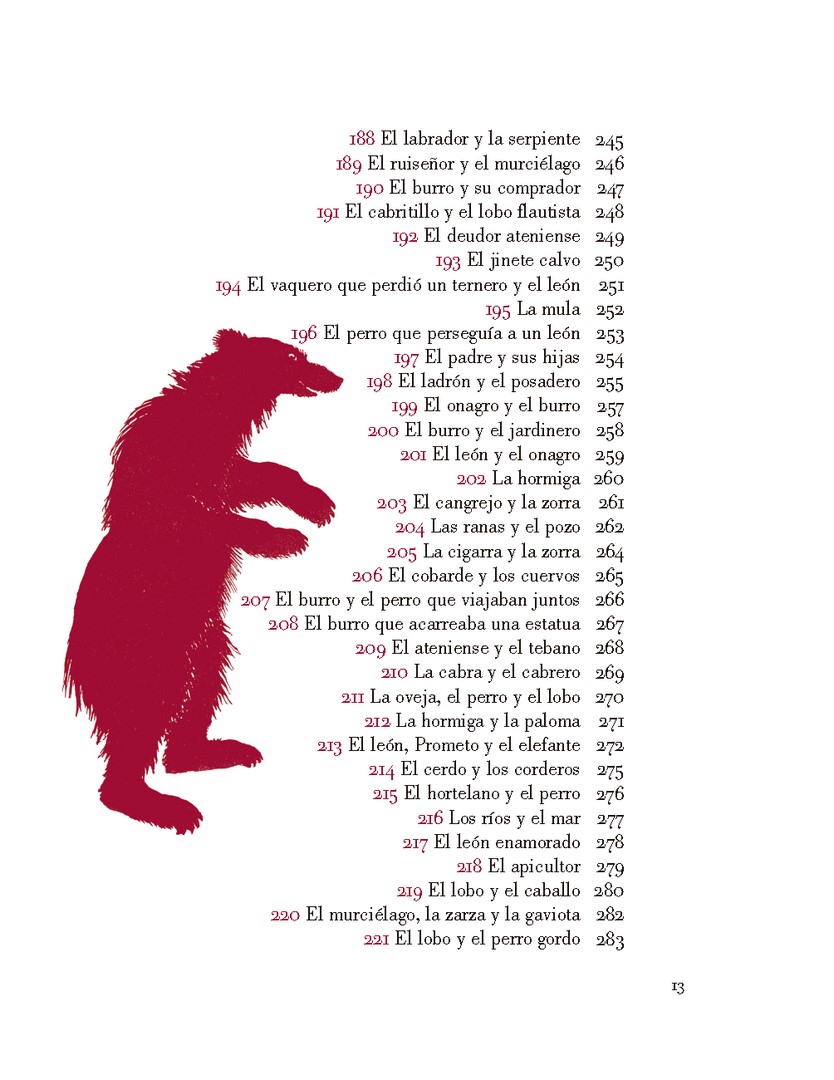 188 El labrador y la serpiente 245
189 El ruiseñor y el murciélago 246
190 El burro y su comprador 247
191 El cabritillo y el lobo flautista 248
192 El deudor ateniense 249
193 El jinete calvo 250
194 El vaquero que perdió un ternero y el león 251
195 La mula 252
196 El perro que perseguía a un león 253
197 El padre y sus hijas 254
198 El ladrón y el posadero 255
199 El onagro y el burro 257
200 El burro y el jardinero 258
201 El león y el onagro 259
202 La hormiga 260
203 El cangrejo y la zorra 261
204 Las ranas y el pozo 262
205 La cigarra y la zorra 264
206 El cobarde y los cuervos 265
207 El burro y el perro que viajaban juntos 266
208 El burro que acarreaba una estatua 267
209 El ateniense y el tebano 268
210 La cabra y el cabrero 269
211 La oveja, el perro y el lobo 270
212 La hormiga y la paloma 271
213 El león, Prometo y el elefante 272
214 El cerdo y los corderos 275
215 El hortelano y el perro 276
216 Los ríos y el mar 277
217 El león enamorado 278
218 El apicultor 279
219 El lobo y el caballo 280
220 El murciélago, la zarza y la gaviota 282
221 El lobo y el perro gordo 283
13